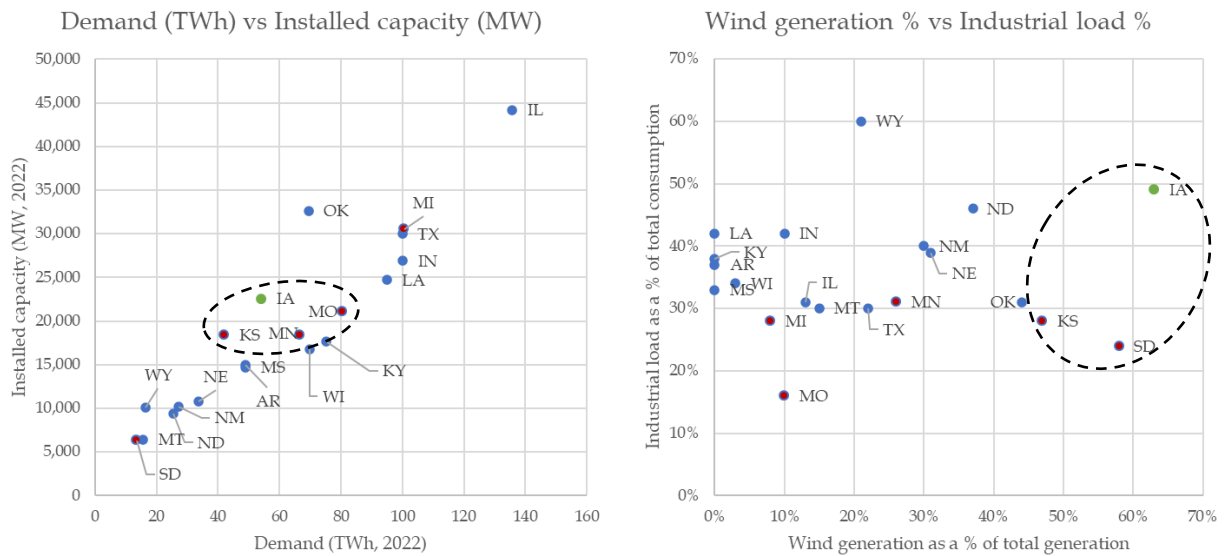 Demand (TWh) vs Installed capacity (MW)
50,000
45,000
40,000
35,000
30,000
25,000
20,000
15,000
10,000
5,000
0
0 20 40 60 80 100 120 140 160
Installed capacity (MW, 2022)
Demand (TWh, 2022)
IL
OK
MI
TX
IN
LA
IA
MO
KS
MN
KY
WI
MS
AR
WY
NE
NM
ND
MT
SD
Wind generation % vs Industrial load %
70%
60%
50%
40%
30%
20%
10%
0%
0% 10% 20% 30% 40% 50% 60% 70%
Industrial load as a % of total consumption
Wind generation as a % of total generation
WY
IA
ND
LA
IN
KY
NM
AR
NE
WI
MS
IL
MN
OK
MT
TX
MI
KS
SD
MO